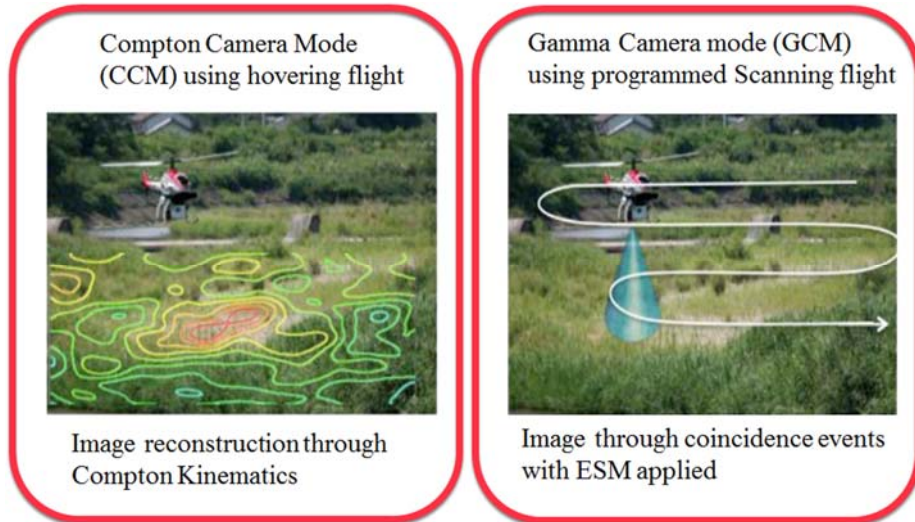 Compton Camera Mode
(CCM) using hovering flight
Image reconstruction through
Compton Kinematics
Gamma Camera mode (GCM)
using programmed Scanning flight
Image through coincidence events
with ESM applied